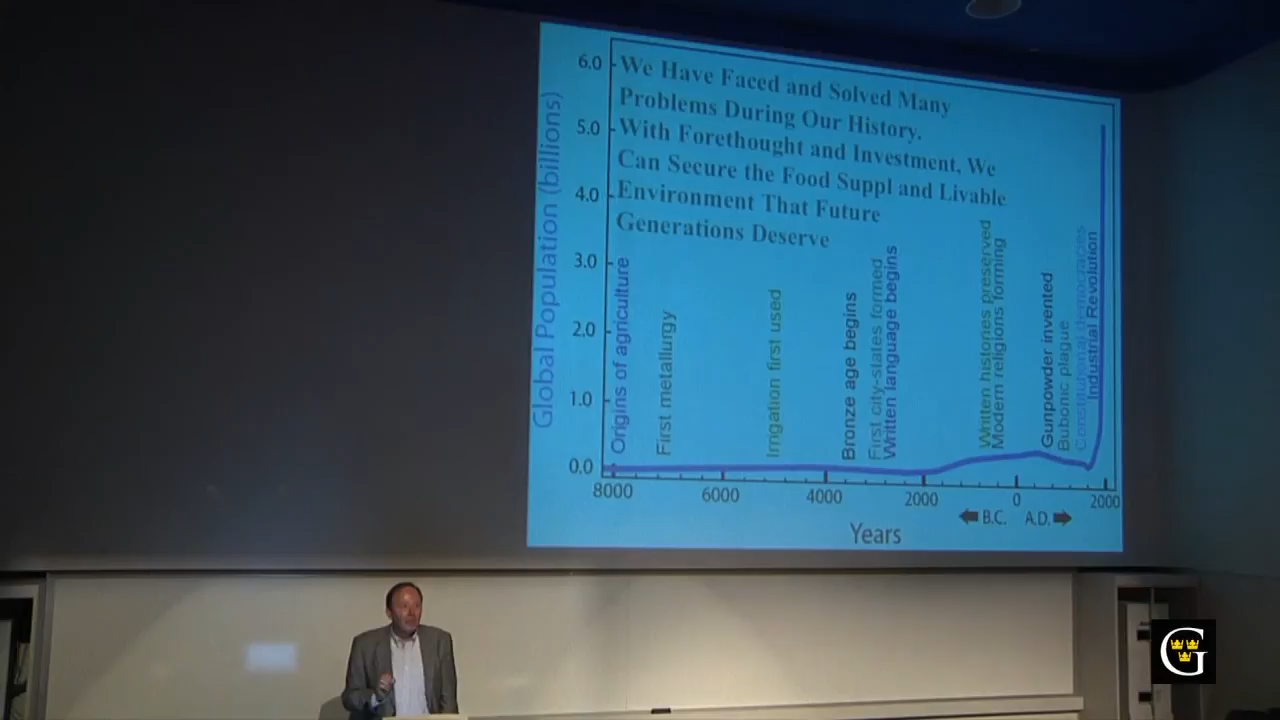 We Have Faced and Solved Many
Problems During Our History.
With Forethought and Investment, We
Can Secure the Food Suppl and Livable
Environment That Future
Generations Deserve
Global Population (billions)
6.0
5.0
4.0
3.0
2.0
1.0
0.0
Origins of agriculture
First metallurgy
Irrigation first used
Bronze age begins
First city-states formed
Written language begins
Written histories preserved
Modern religions forming
Gunpowder invented
Bubonic plague
Constitutional democracies
Industrial Revolution
8000 6000 4000 2000 0 2000
B.C. A.D.
Years
G